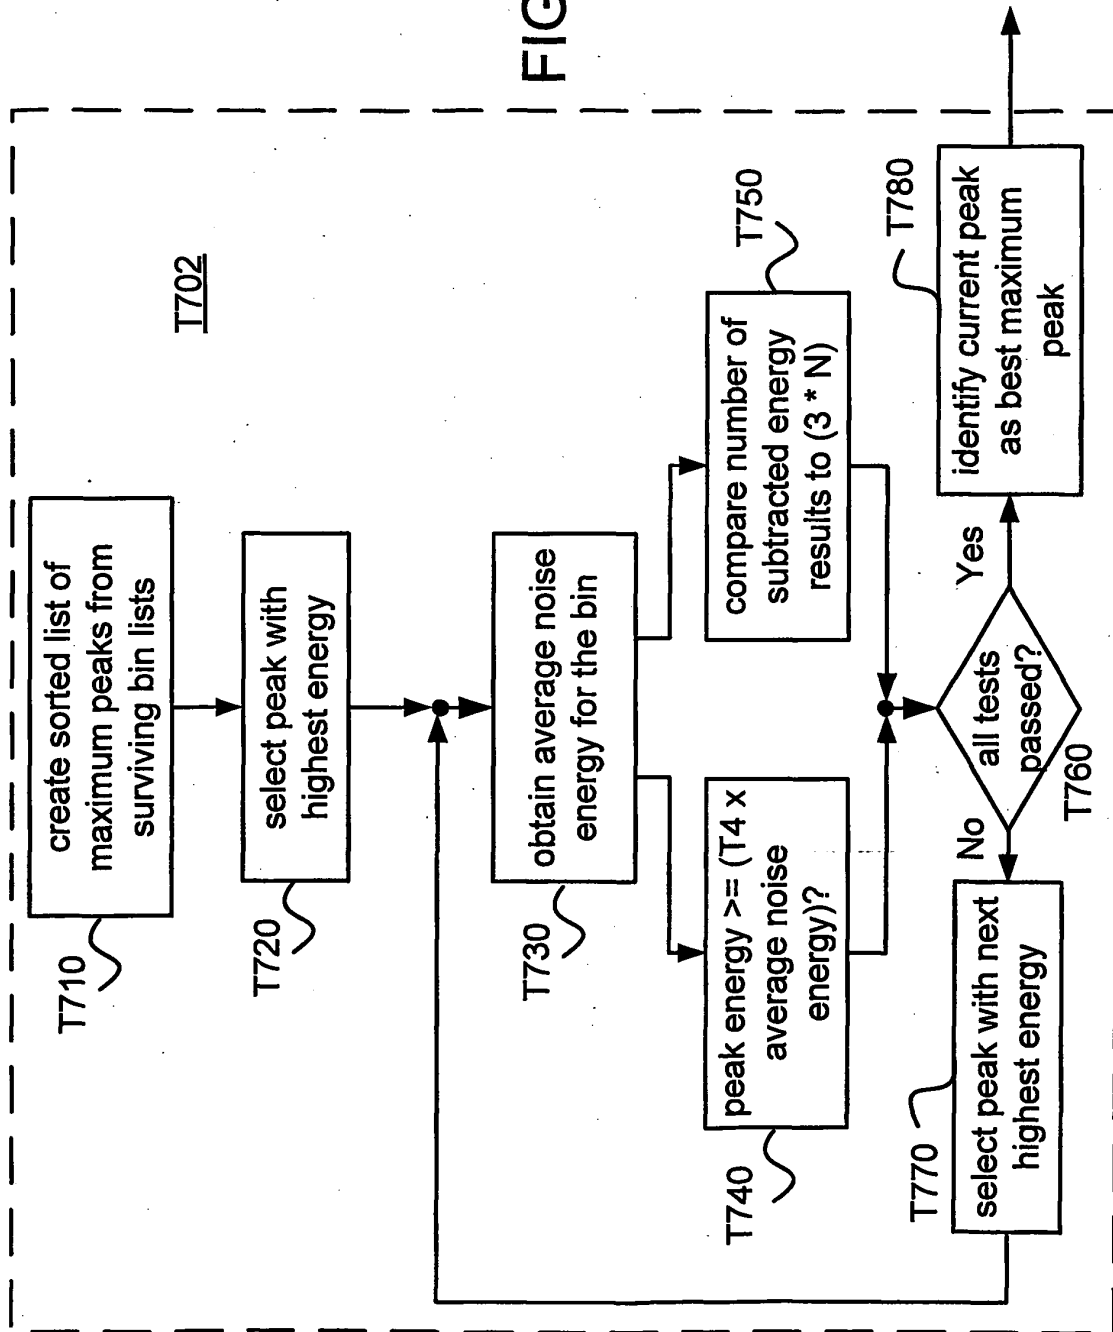 FIG
T702
T710
create sorted list of
maximum peaks from
surviving bin lists
T720
select peak with
highest energy
T730
obtain average noise
energy for the bin
T740
peak energy >= (T4 x
average noise
energy)?
T750
compare number of
subtracted energy
results to (3 * N)
all tests
passed?
T760
No
Yes
T770
select peak with next
highest energy
T780
identify current peak
as best maximum
peak